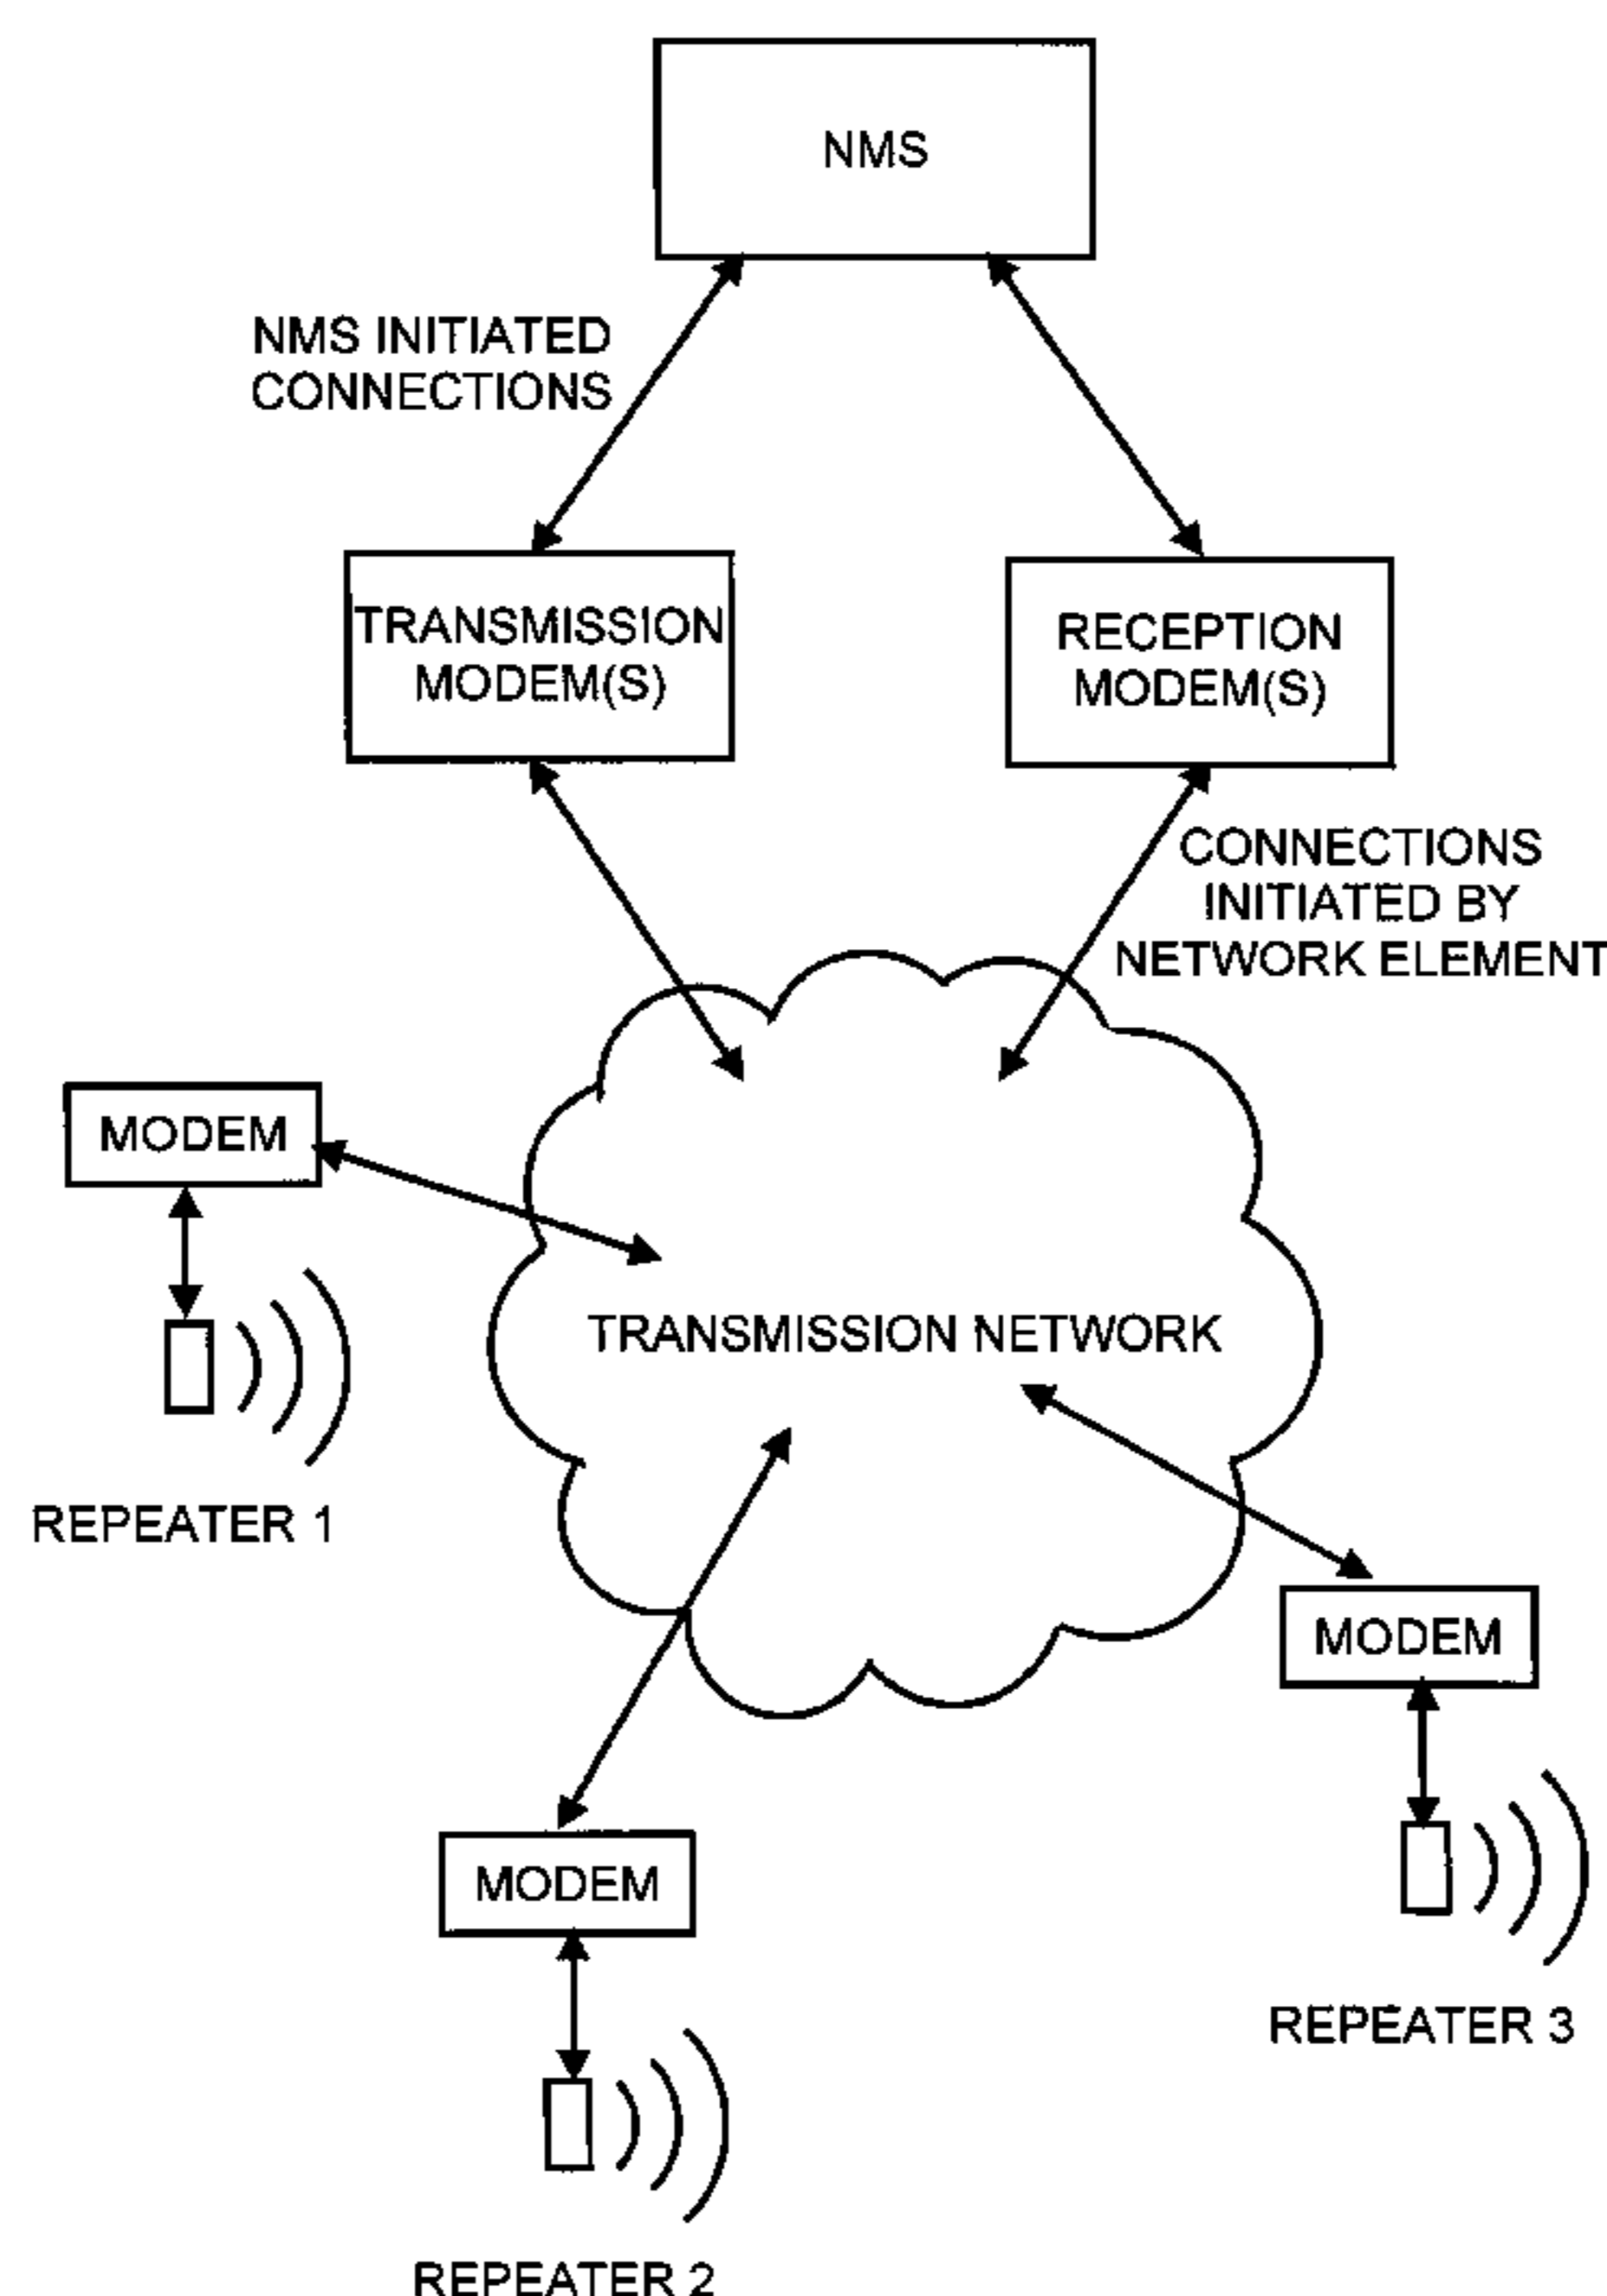 NMS
NMS INITIATED
CONNECTIONS
TRANSMISSION
MODEM(S)
RECEPTION
MODEM(S)
CONNECTIONS
INITIATED BY
NETWORK ELEMENT
MODEM
TRANSMISSION NETWORK
REPEATER 1
MODEM
MODEM
REPEATER 3
REPEATER 2